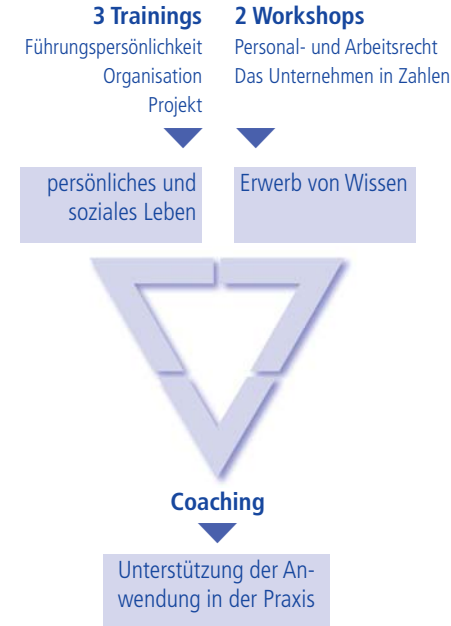 3 Trainings
Führungspersönlichkeit
Organisation
Projekt
2 Workshops
Personal- und Arbeitsrecht
Das Unternehmen in Zahlen
persönliches und
soziales Leben
Erwerb von Wissen
Coaching
Unterstützung der An-
wendung in der Praxis